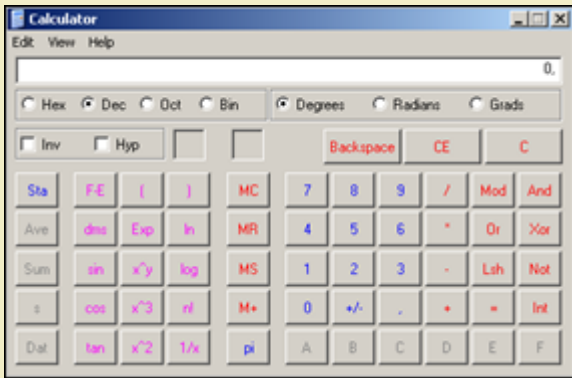 Calculator
Edit View Help
0,
Hex Dec Oct Bin Degrees Radians Grads
Inv Hyp Backspace CE C
Sta F-E ( ) MC 7 8 9 / Mod And
Ave dms Exp ln MR 4 5 6 * Or Xor
Sum sin x^y log MS 1 2 3 - Lsh Not
s cos x^3 n! M+ 0 +/- , + = Int
Dat tan x^2 1/x pi A B C D E F